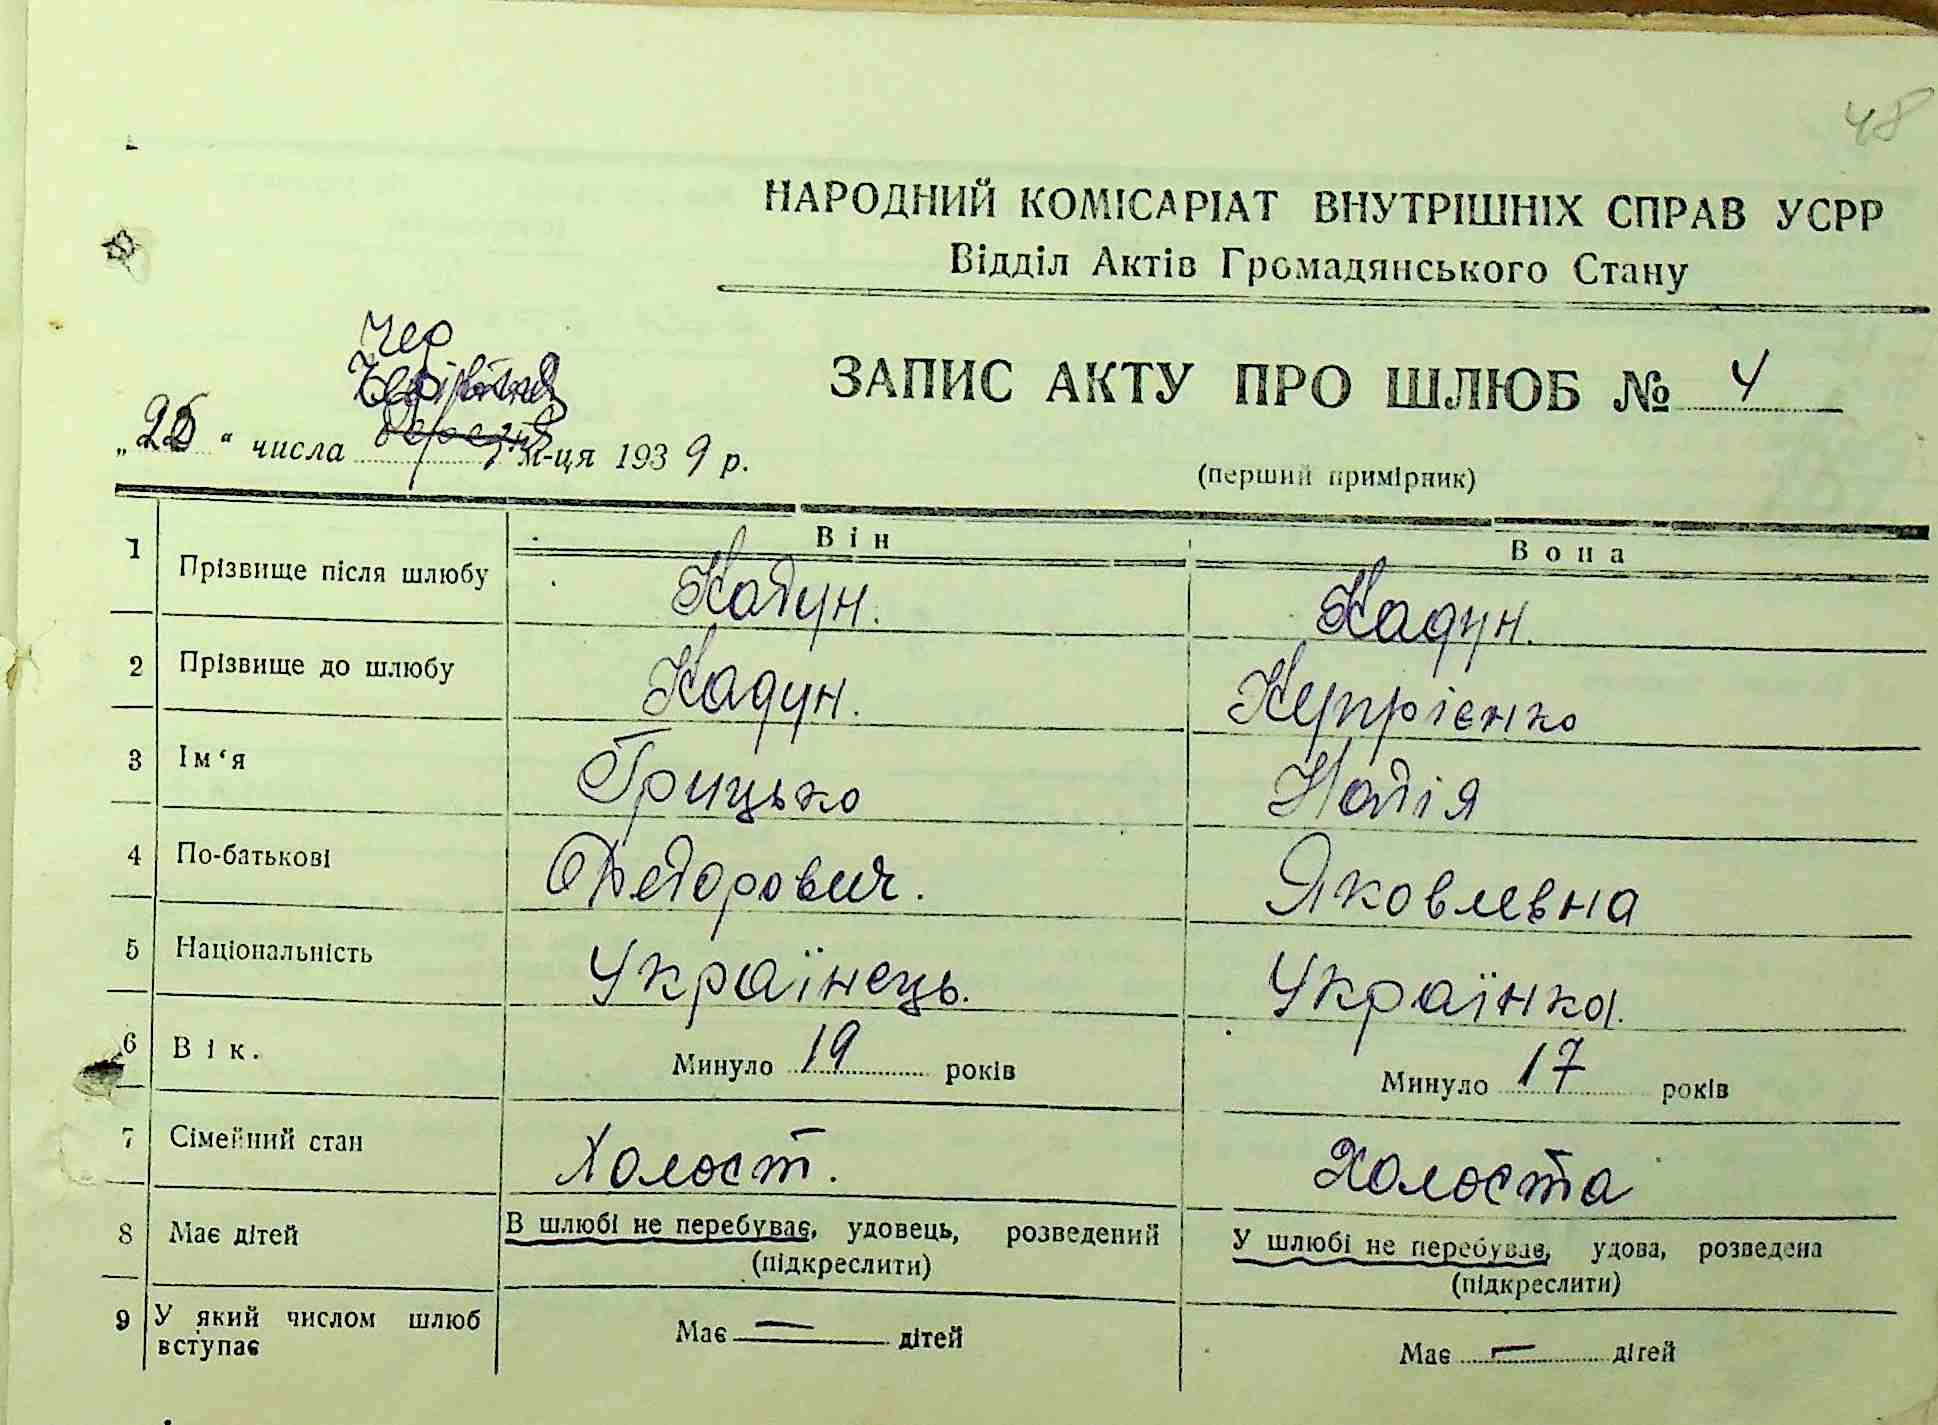 48
НАРОДНИЙ КОМІСАРІАТ ВНУТРІШНІХ СПРАВ УСРР
Відділ Актів Громадянського Стану
Чер
ЗАПИС АКТУ ПРО ШЛЮБ № 4
„ “ числа м-ця 1939 р.
(перший примірник)
Він Вона
1 Прізвище після шлюбу Кадун. Кадун.
2 Прізвище до шлюбу Кадун. Купрієнко
3 Ім‘я Грицько Надія
4 По-батькові Федорович. Яковлевна
5 Національність Українець. Українка.
6 Вік. Минуло 19 років Минуло 17 років
7 Сімейний стан Холост. Холоста
8 Має дітей В шлюбі не перебуває, удовець, розведений У шлюбі не перебував, удова, розведена
(підкреслити) (підкреслити)
9 У який числом шлюб вступає Має — дітей Має — дітей